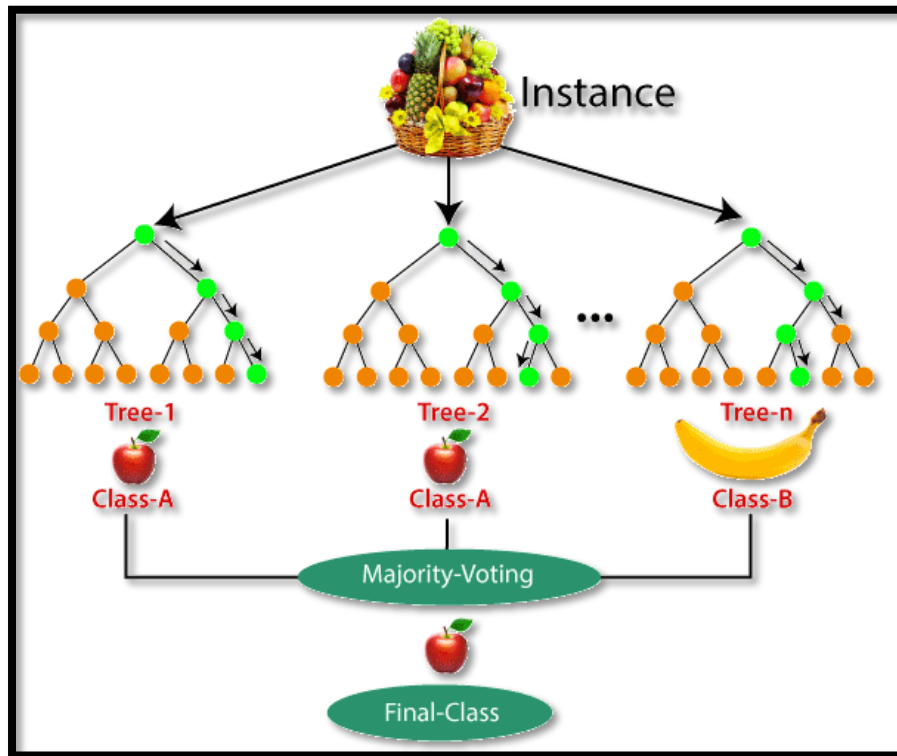 Instance
...
Tree-1
Tree-2
Tree-n
Class-A
Class-A
Class-B
Majority-Voting
Final-Class